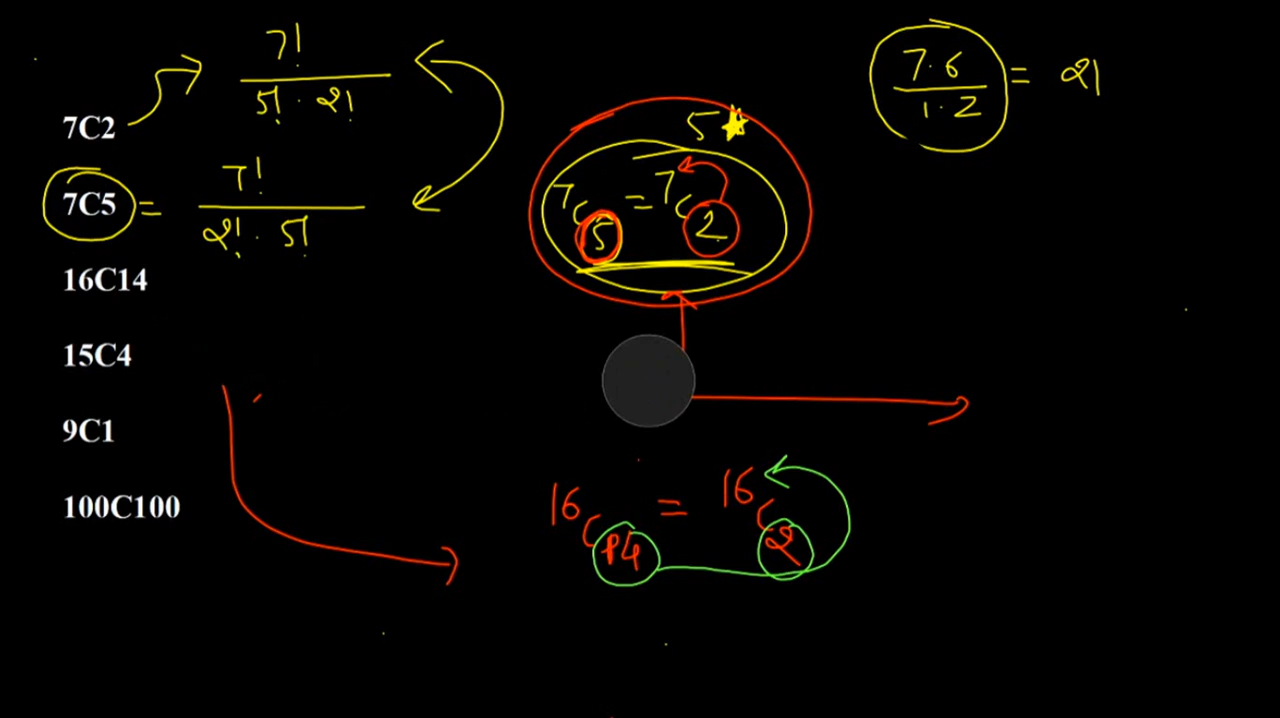 7!
5! · 2!
7C2
7C5 =
7!
2! · 5!
16C14
15C4
9C1
100C100
5
7C5 = 7C2
7·6
1·2
= 21
16C14 = 16C2